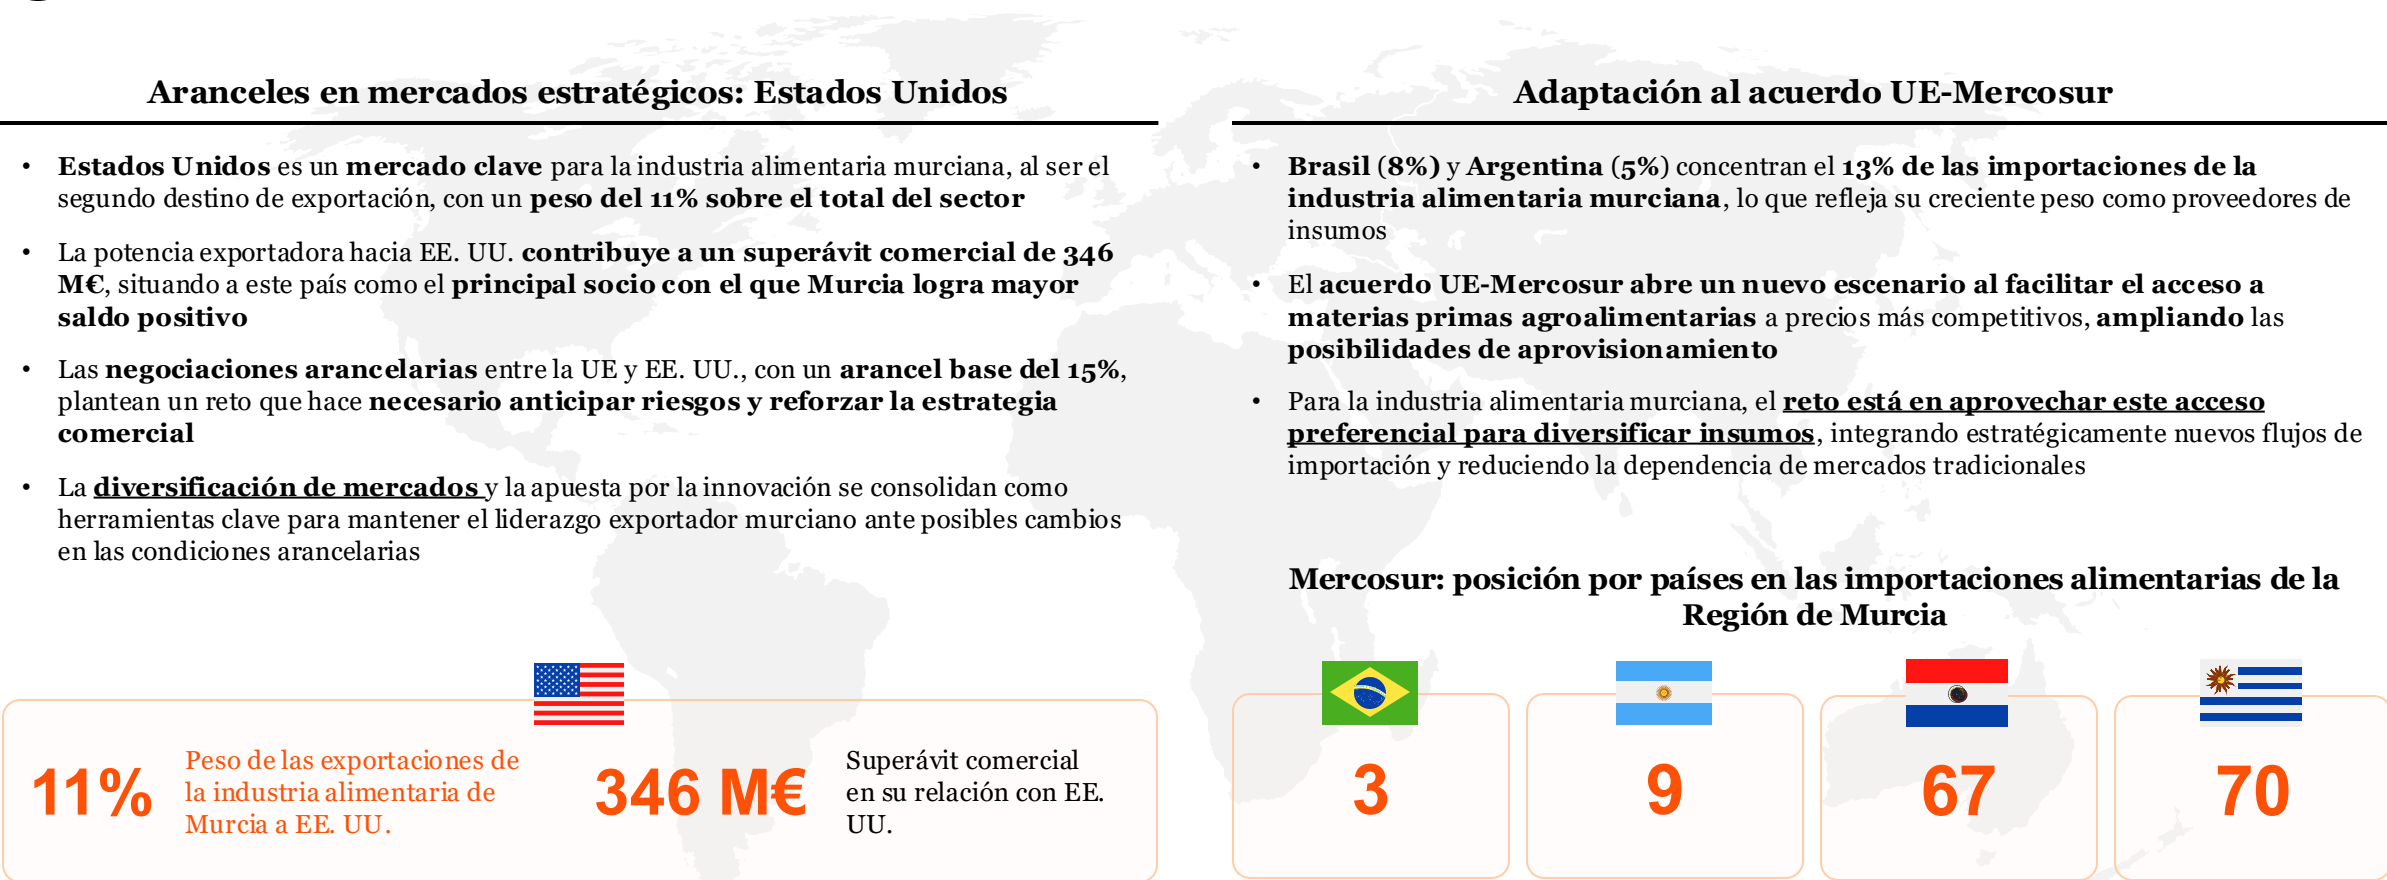 Aranceles en mercados estratégicos: Estados Unidos
• Estados Unidos es un mercado clave para la industria alimentaria murciana, al ser el
segundo destino de exportación, con un peso del 11% sobre el total del sector
• La potencia exportadora hacia EE. UU. contribuye a un superávit comercial de 346
M€, situando a este país como el principal socio con el que Murcia logra mayor
saldo positivo
• Las negociaciones arancelarias entre la UE y EE. UU., con un arancel base del 15%,
plantean un reto que hace necesario anticipar riesgos y reforzar la estrategia
comercial
• La diversificación de mercados y la apuesta por la innovación se consolidan como
herramientas clave para mantener el liderazgo exportador murciano ante posibles cambios
en las condiciones arancelarias
11%
Peso de las exportaciones de
la industria alimentaria de
Murcia a EE. UU.
346 M€
Superávit comercial
en su relación con EE.
UU.
Adaptación al acuerdo UE-Mercosur
• Brasil (8%) y Argentina (5%) concentran el 13% de las importaciones de la
industria alimentaria murciana, lo que refleja su creciente peso como proveedores de
insumos
• El acuerdo UE-Mercosur abre un nuevo escenario al facilitar el acceso a
materias primas agroalimentarias a precios más competitivos, ampliando las
posibilidades de aprovisionamiento
• Para la industria alimentaria murciana, el reto está en aprovechar este acceso
preferencial para diversificar insumos, integrando estratégicamente nuevos flujos de
importación y reduciendo la dependencia de mercados tradicionales
Mercosur: posición por países en las importaciones alimentarias de la
Región de Murcia
3
9
67
70